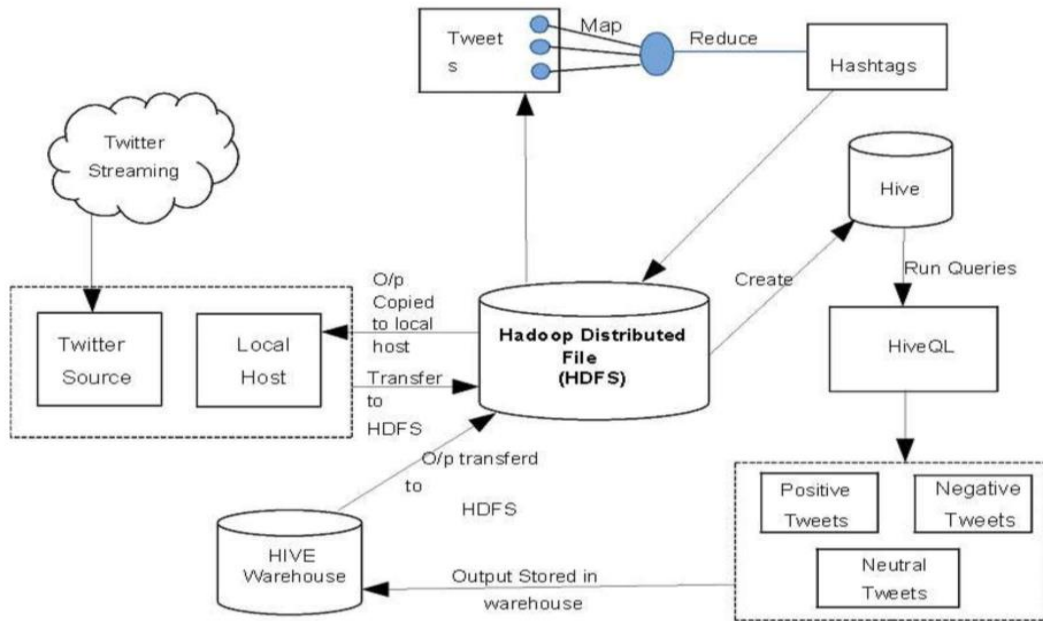 Tweet
s
Map
Reduce
Hashtags
Twitter
Streaming
Hive
Run Queries
Create
O/p
Copied
to local
host
Hadoop Distributed
File
(HDFS)
Twitter
Source
Local
Host
HiveQL
Transfer
to
HDFS
O/p transferd
to
HDFS
Positive
Tweets
Negative
Tweets
Neutral
Tweets
HIVE
Warehouse
Output Stored in
warehouse